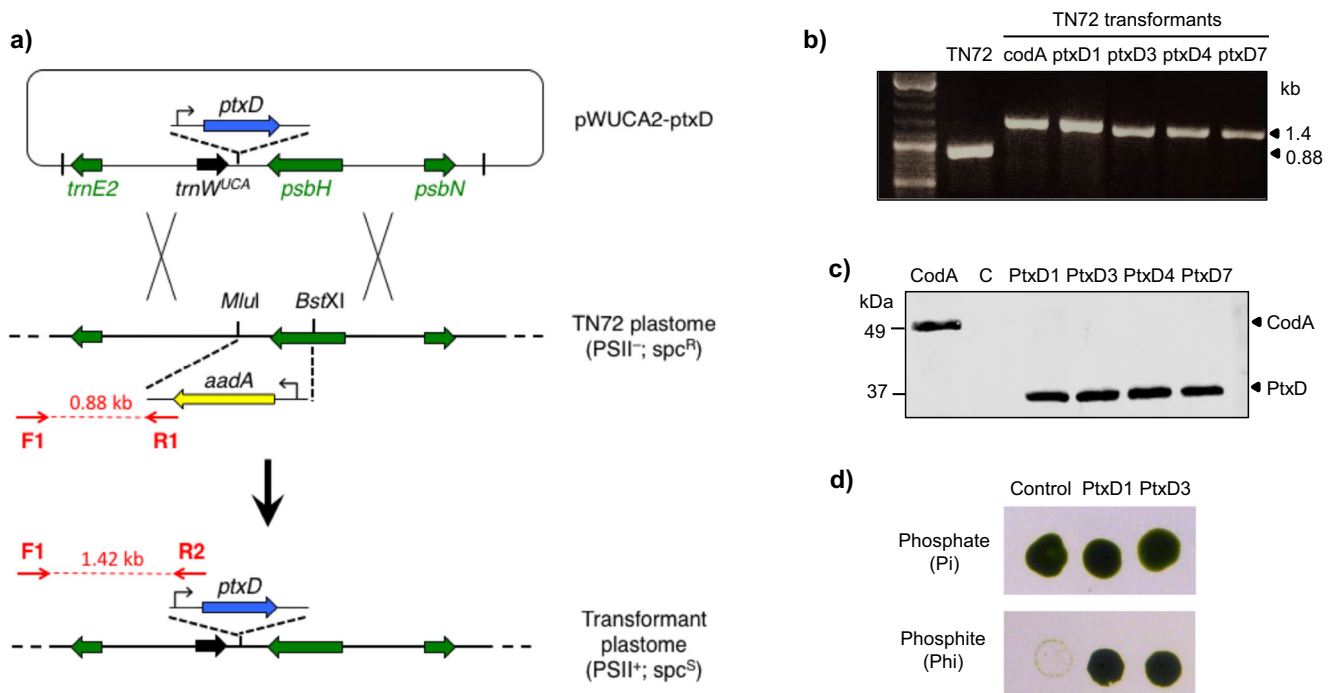 a)
ptxD
pWUCA2-ptxD
trnE2
trnW^UCA
psbH
psbN
MluI
BstXI
TN72 plastome
(PSII⁻; spc^R)
aadA
0.88 kb
F1
R1
F1
1.42 kb
R2
ptxD
Transformant
plastome
(PSII⁺; spc^S)
b)
TN72 transformants
TN72 codA ptxD1 ptxD3 ptxD4 ptxD7
kb
1.4
0.88
c)
CodA C PtxD1 PtxD3 PtxD4 PtxD7
kDa
49
37
CodA
PtxD
d)
Control PtxD1 PtxD3
Phosphate
(Pi)
Phosphite
(Phi)